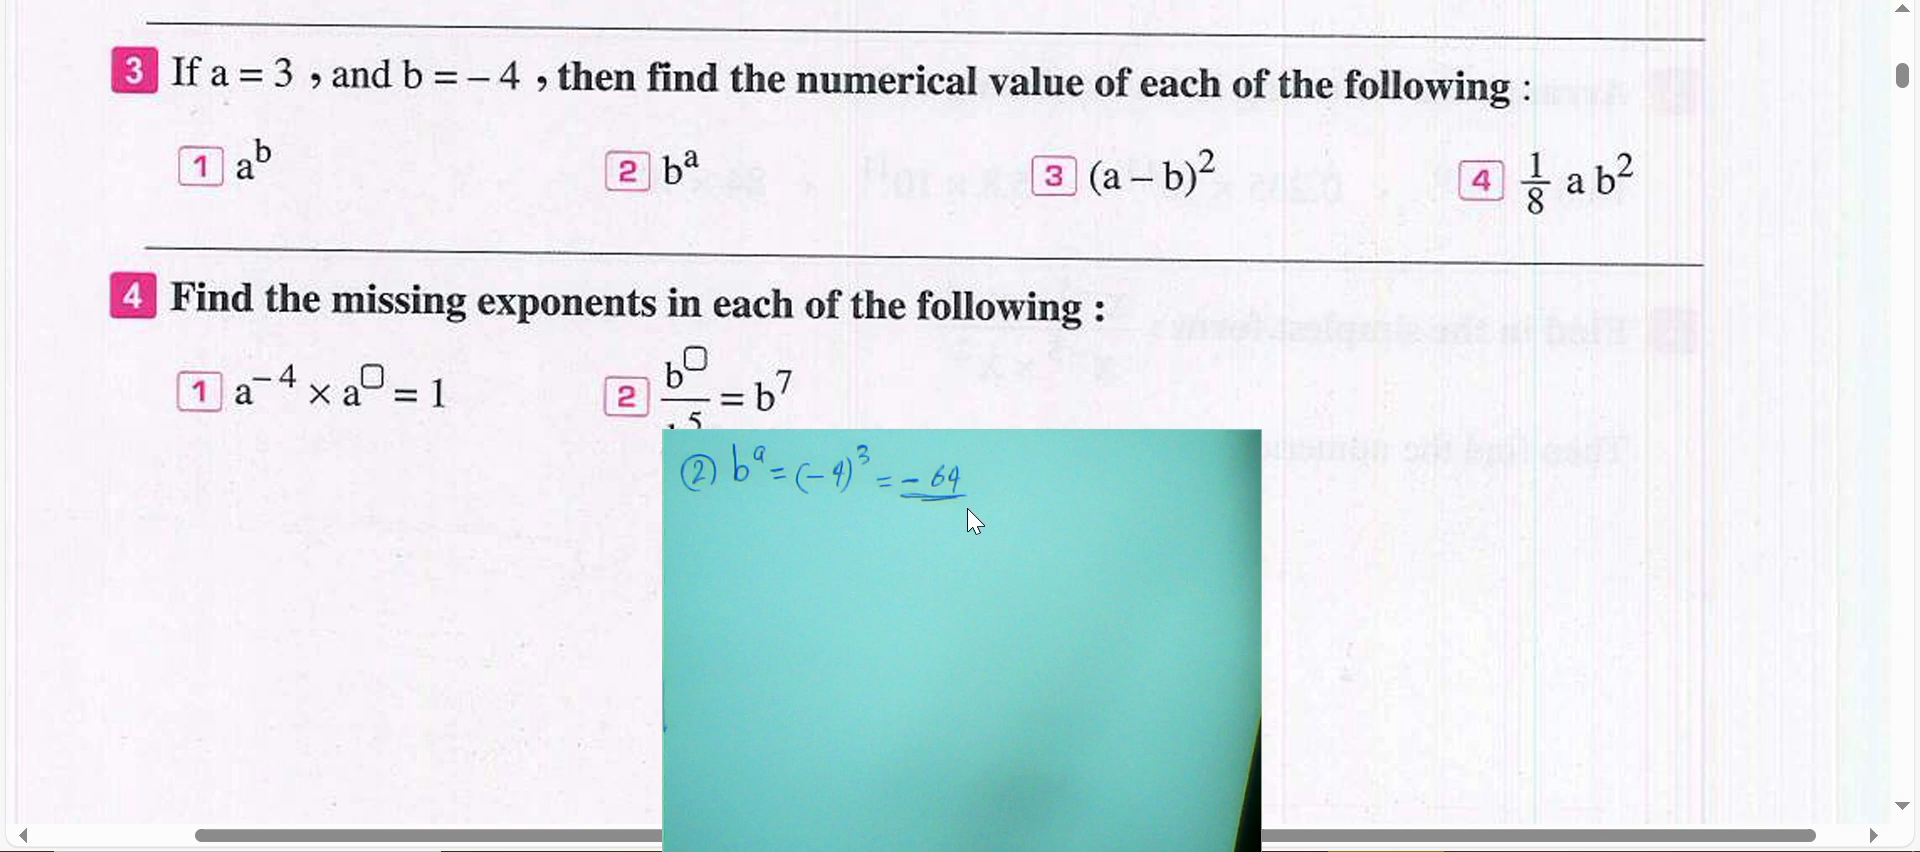 3 If a = 3 , and b = – 4 , then find the numerical value of each of the following :
1 a^b 2 b^a 3 (a – b)^2 4 1/8 a b^2
4 Find the missing exponents in each of the following :
1 a^– 4 × a^□ = 1 2 b^□ / 5 = b^7
② b^a = (– 4)^3 = – 64